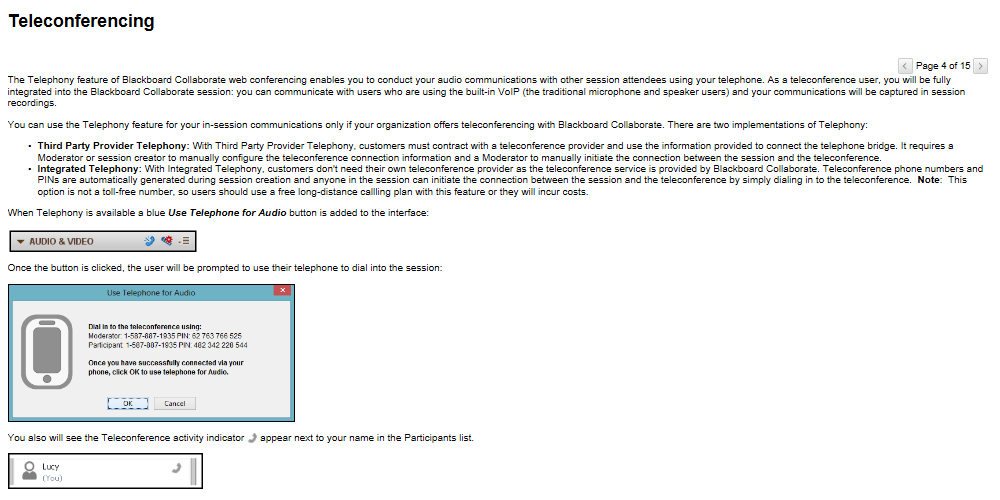 Teleconferencing
Page 4 of 15
The Telephony feature of Blackboard Collaborate web conferencing enables you to conduct your audio communications with other session attendees using your telephone. As a teleconference user, you will be fully
integrated into the Blackboard Collaborate session: you can communicate with users who are using the built-in VoIP (the traditional microphone and speaker users) and your communications will be captured in session
recordings.
You can use the Telephony feature for your in-session communications only if your organization offers teleconferencing with Blackboard Collaborate. There are two implementations of Telephony:
• Third Party Provider Telephony: With Third Party Provider Telephony, customers must contract with a teleconference provider and use the information provided to connect the telephone bridge. It requires a
Moderator or session creator to manually configure the teleconference connection information and a Moderator to manually initiate the connection between the session and the teleconference.
• Integrated Telephony: With Integrated Telephony, customers don't need their own teleconference provider as the teleconference service is provided by Blackboard Collaborate. Teleconference phone numbers and
PINs are automatically generated during session creation and anyone in the session can initiate the connection between the session and the teleconference by simply dialing in to the teleconference. Note: This
option is not a toll-free number, so users should use a free long-distance callling plan with this feature or they will incur costs.
When Telephony is available a blue Use Telephone for Audio button is added to the interface:
AUDIO & VIDEO
Once the button is clicked, the user will be prompted to use their telephone to dial into the session:
Use Telephone for Audio
Dial in to the teleconference using:
Moderator: 1-587-887-1935 PIN: 62 763 766 525
Participant: 1-587-887-1935 PIN: 482 342 228 544
Once you have successfully connected via your
phone, click OK to use telephone for Audio.
OK Cancel
You also will see the Teleconference activity indicator appear next to your name in the Participants list.
Lucy
(You)